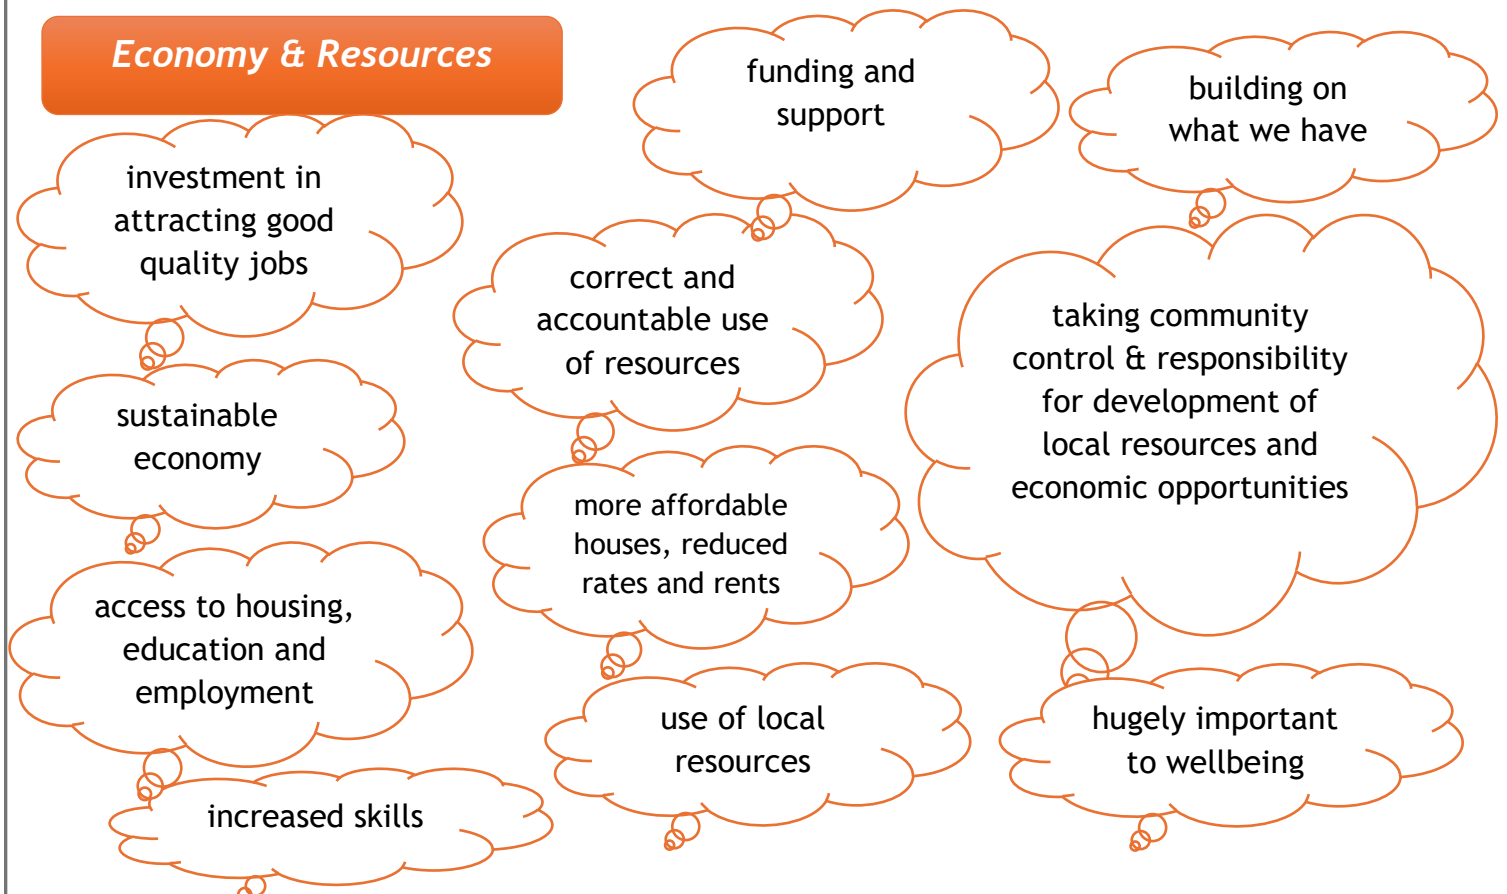 Economy & Resources
investment in
attracting good
quality jobs
sustainable
economy
access to housing,
education and
employment
increased skills
funding and
support
correct and
accountable use
of resources
more affordable
houses, reduced
rates and rents
use of local
resources
building on
what we have
taking community
control & responsibility
for development of
local resources and
economic opportunities
hugely important
to wellbeing